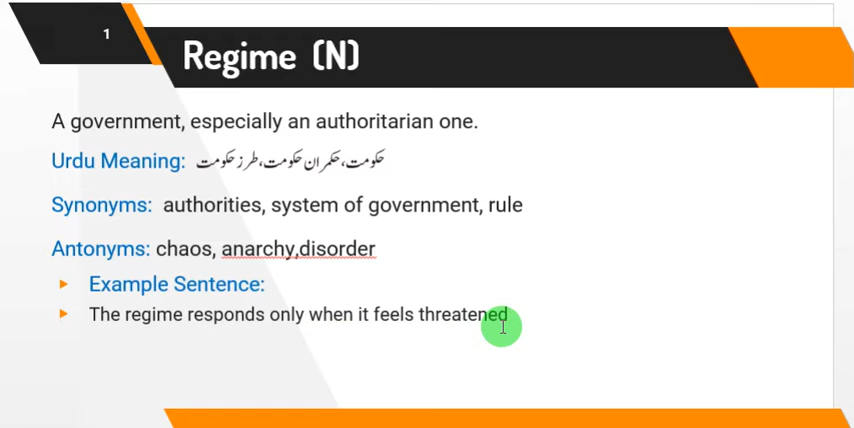 1
Regime (N)
A government, especially an authoritarian one.
Urdu Meaning: حکومت، حکمران حکومت، طرز حکومت
Synonyms: authorities, system of government, rule
Antonyms: chaos, anarchy,disorder
Example Sentence:
The regime responds only when it feels threatened